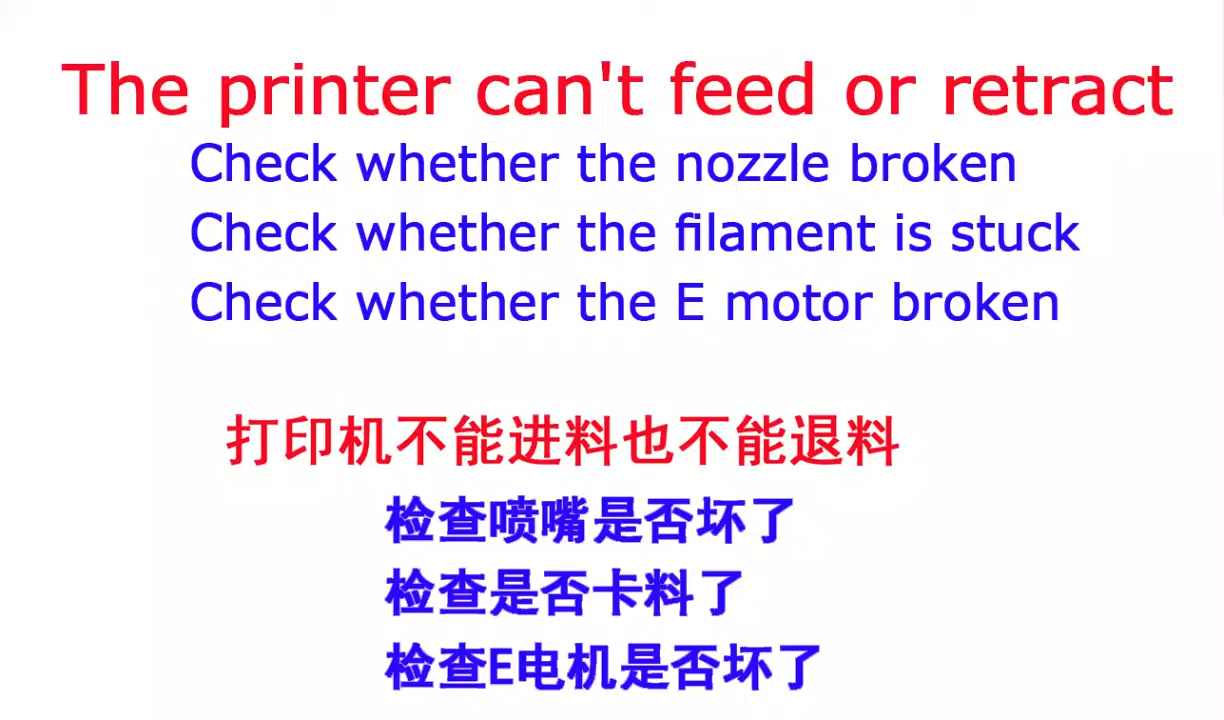 The printer can't feed or retract
Check whether the nozzle broken
Check whether the filament is stuck
Check whether the E motor broken
打印机不能进料也不能退料
检查喷嘴是否坏了
检查是否卡料了
检查E电机是否坏了